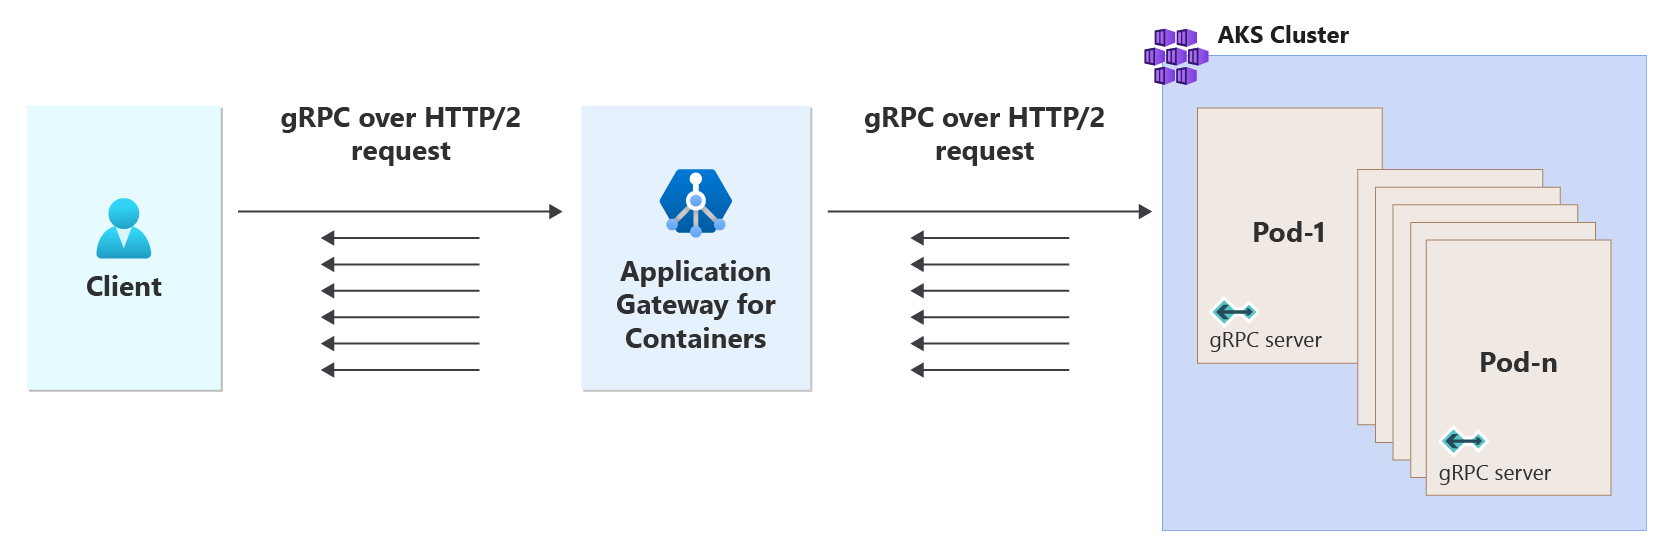 AKS Cluster
gRPC over HTTP/2
request
gRPC over HTTP/2
request
Client
Application
Gateway for
Containers
Pod-1
gRPC server
Pod-n
gRPC server